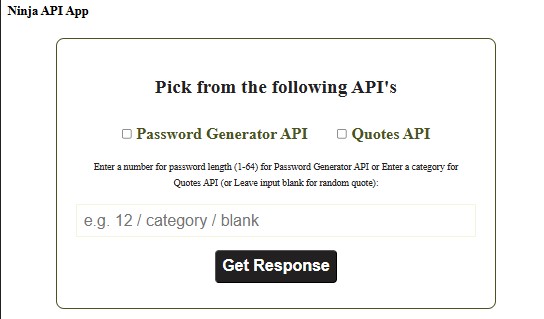 Ninja API App
Pick from the following API's
Password Generator API Quotes API
Enter a number for password length (1-64) for Password Generator API or Enter a category for
Quotes API (or Leave input blank for random quote):
e.g. 12 / category / blank
Get Response